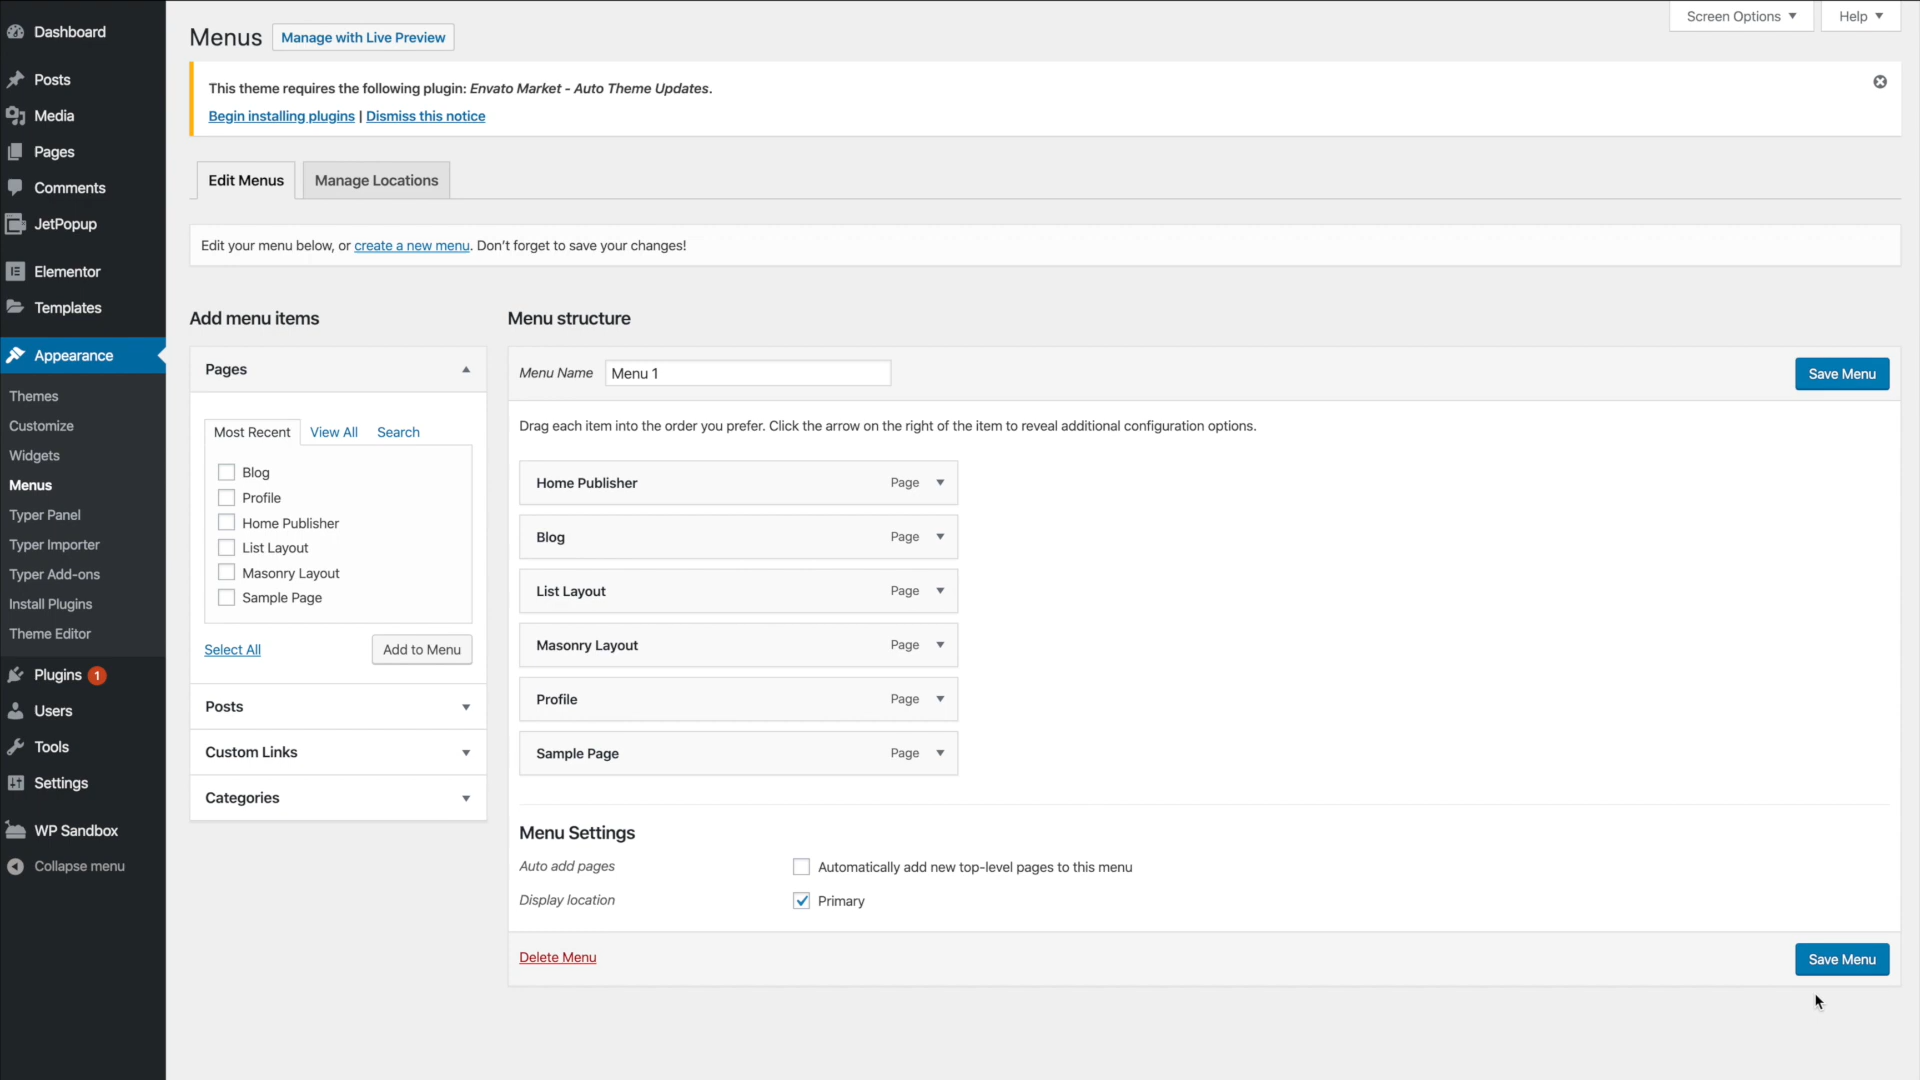 Dashboard
Posts
Media
Pages
Comments
JetPopup
Elementor
Templates
Appearance
Themes
Customize
Widgets
Menus
Typer Panel
Typer Importer
Typer Add-ons
Install Plugins
Theme Editor
Plugins 1
Users
Tools
Settings
WP Sandbox
Collapse menu
Screen Options
Help
Menus
Manage with Live Preview
This theme requires the following plugin: Envato Market - Auto Theme Updates.
Begin installing plugins | Dismiss this notice
Edit Menus
Manage Locations
Edit your menu below, or create a new menu. Don't forget to save your changes!
Add menu items
Pages
Most Recent
View All
Search
Blog
Profile
Home Publisher
List Layout
Masonry Layout
Sample Page
Select All
Add to Menu
Posts
Custom Links
Categories
Menu structure
Menu Name
Menu 1
Save Menu
Drag each item into the order you prefer. Click the arrow on the right of the item to reveal additional configuration options.
Home Publisher Page
Blog Page
List Layout Page
Masonry Layout Page
Profile Page
Sample Page Page
Menu Settings
Auto add pages
Automatically add new top-level pages to this menu
Display location
Primary
Delete Menu
Save Menu